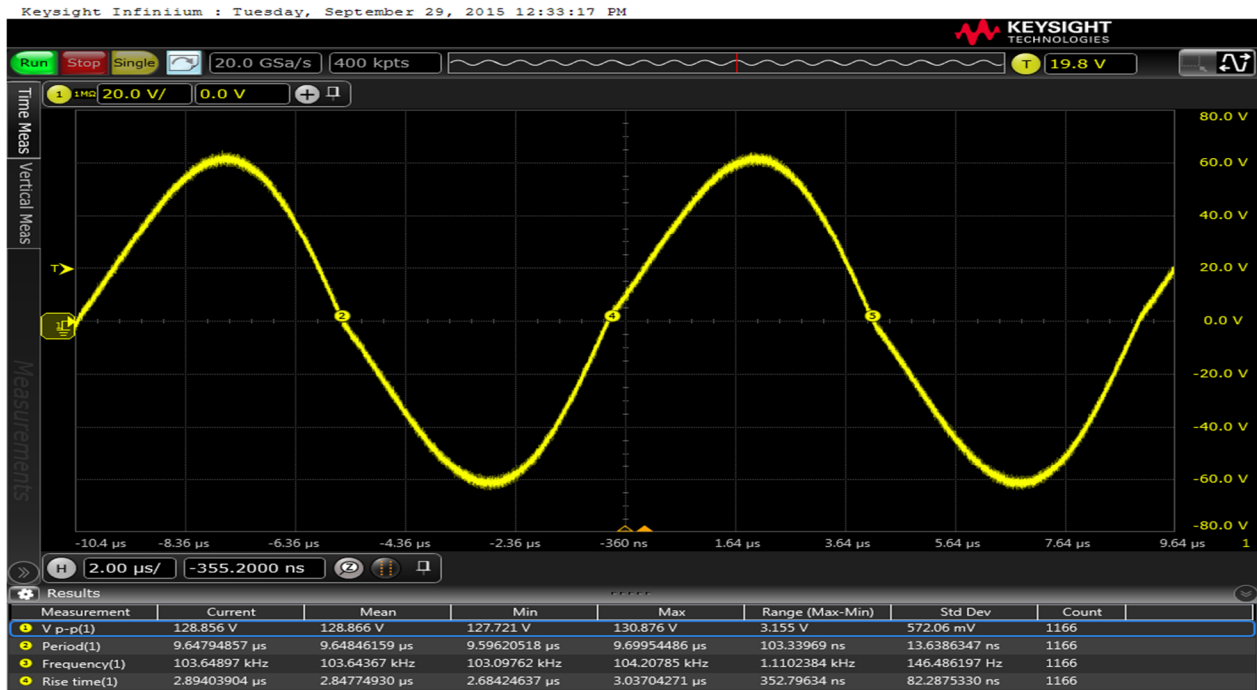 Keysight Infiniium : Tuesday, September 29, 2015 12:33:17 PM
KEYSIGHT
TECHNOLOGIES
Run Stop Single 20.0 GSa/s 400 kpts T 19.8 V
1 1MΩ 20.0 V/ 0.0 V +
Time Meas
Vertical Meas
Measurements
80.0 V
60.0 V
40.0 V
T 20.0 V
1 2 4 5 0.0 V
-20.0 V
-40.0 V
-60.0 V
-80.0 V
-10.4 µs -8.36 µs -6.36 µs -4.36 µs -2.36 µs -360 ns 1.64 µs 3.64 µs 5.64 µs 7.64 µs 9.64 µs 1
H 2.00 µs/ -355.2000 ns Z
Results
Measurement Current Mean Min Max Range (Max-Min) Std Dev Count
1 V p-p(1) 128.856 V 128.866 V 127.721 V 130.876 V 3.155 V 572.06 mV 1166
2 Period(1) 9.64794857 µs 9.64846159 µs 9.59620518 µs 9.69954486 µs 103.33969 ns 13.6386347 ns 1166
3 Frequency(1) 103.64897 kHz 103.64367 kHz 103.09762 kHz 104.20785 kHz 1.1102384 kHz 146.486197 Hz 1166
4 Rise time(1) 2.89403904 µs 2.84774930 µs 2.68424637 µs 3.03704271 µs 352.79634 ns 82.2875330 ns 1166